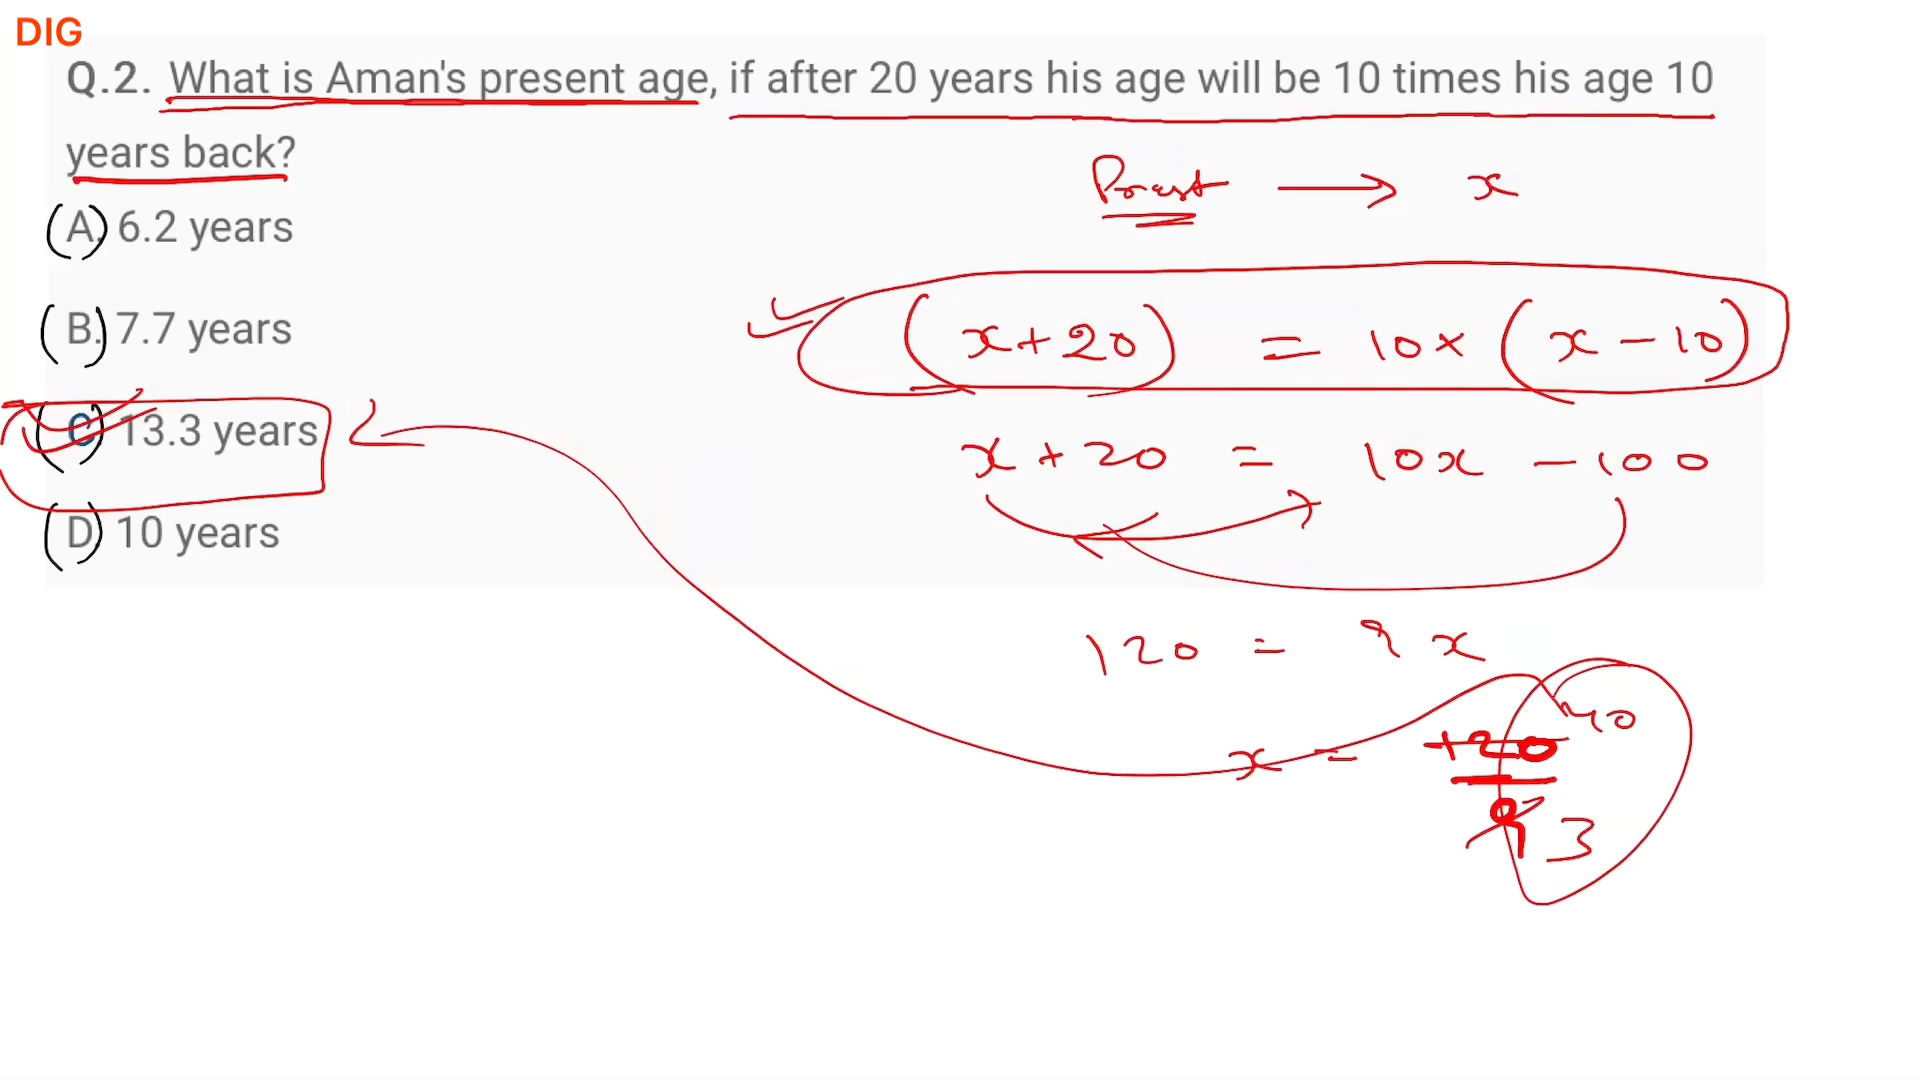 DIG
Q.2. What is Aman's present age, if after 20 years his age will be 10 times his age 10
years back?
Present → x
(A) 6.2 years
(B.) 7.7 years
(x+20) = 10× (x-10)
(C) 13.3 years
x + 20 = 10x - 100
(D) 10 years
120 = 9x
x = 120 40
9 3